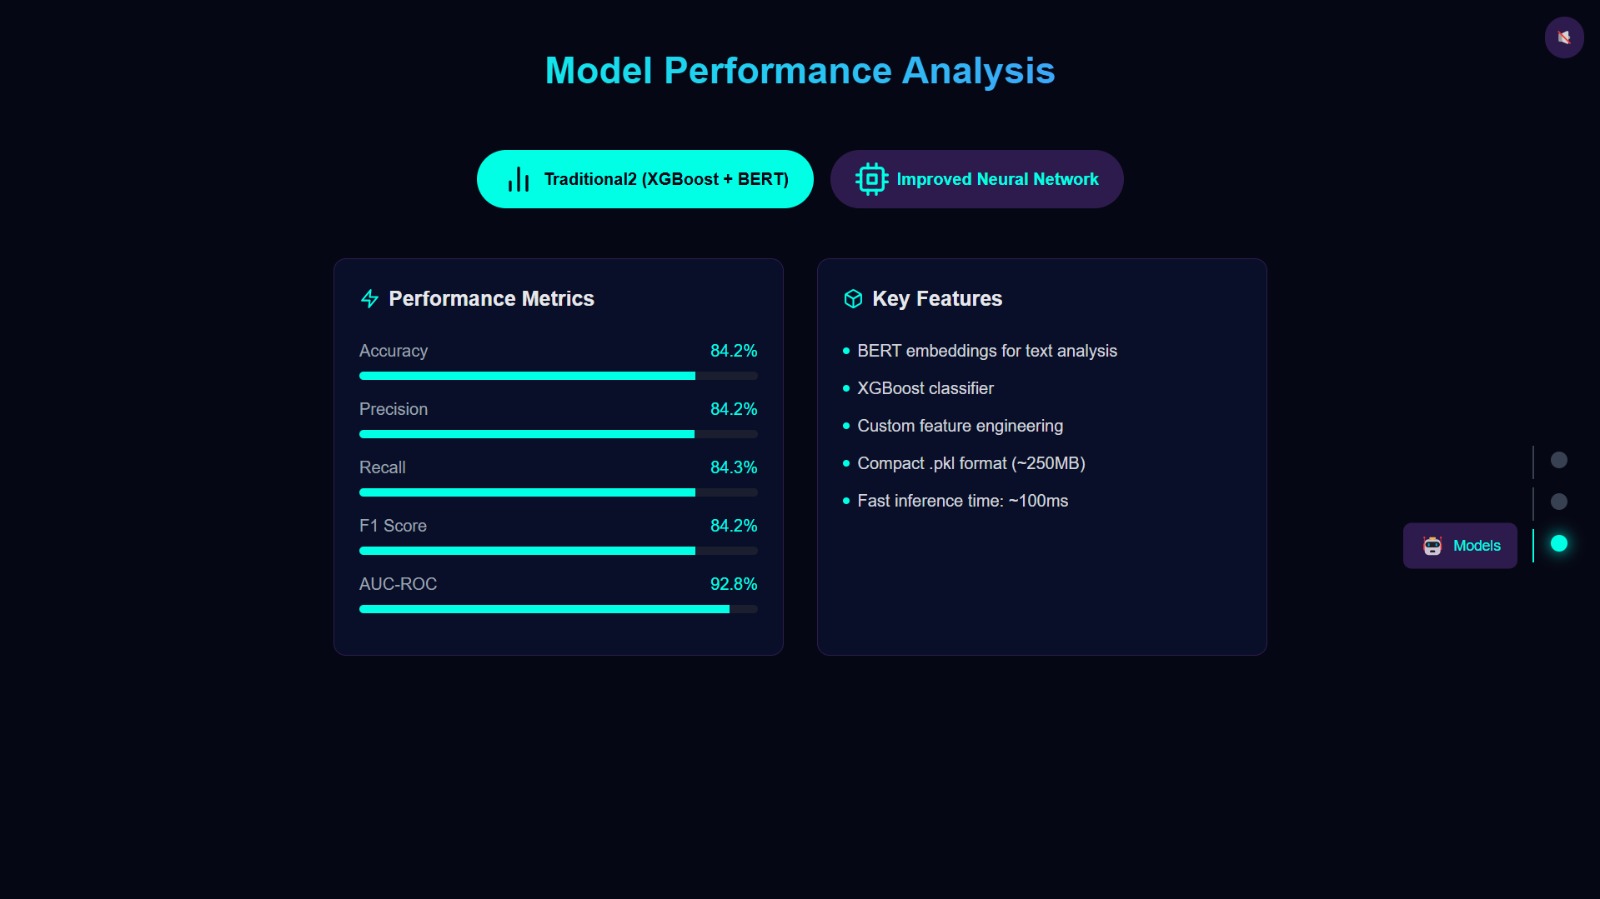 Model Performance Analysis
Traditional2 (XGBoost + BERT)
Improved Neural Network
Performance Metrics
Accuracy 84.2%
Precision 84.2%
Recall 84.3%
F1 Score 84.2%
AUC-ROC 92.8%
Key Features
BERT embeddings for text analysis
XGBoost classifier
Custom feature engineering
Compact .pkl format (~250MB)
Fast inference time: ~100ms
Models